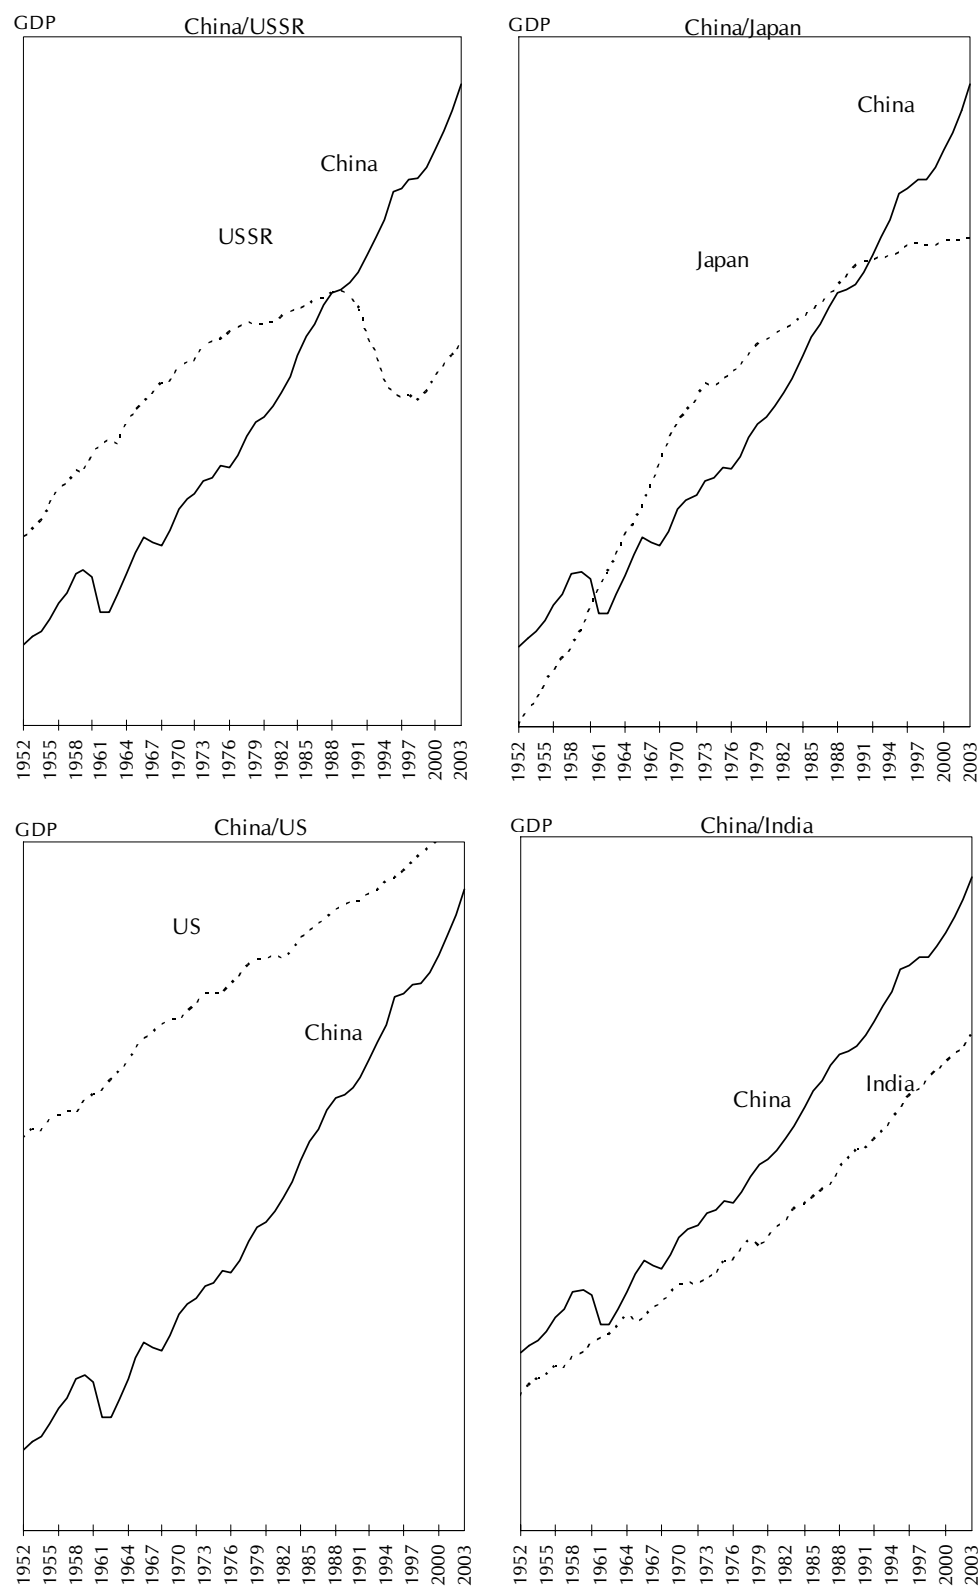 GDP China/USSR
China
USSR
1952 1955 1958 1961 1964 1967 1970 1973 1976 1979 1982 1985 1988 1991 1994 1997 2000 2003
GDP China/Japan
China
Japan
1952 1955 1958 1961 1964 1967 1970 1973 1976 1979 1982 1985 1988 1991 1994 1997 2000 2003
GDP China/US
US
China
1952 1955 1958 1961 1964 1967 1970 1973 1976 1979 1982 1985 1988 1991 1994 1997 2000 2003
GDP China/India
India
China
1952 1955 1958 1961 1964 1967 1970 1973 1976 1979 1982 1985 1988 1991 1994 1997 2000 2003